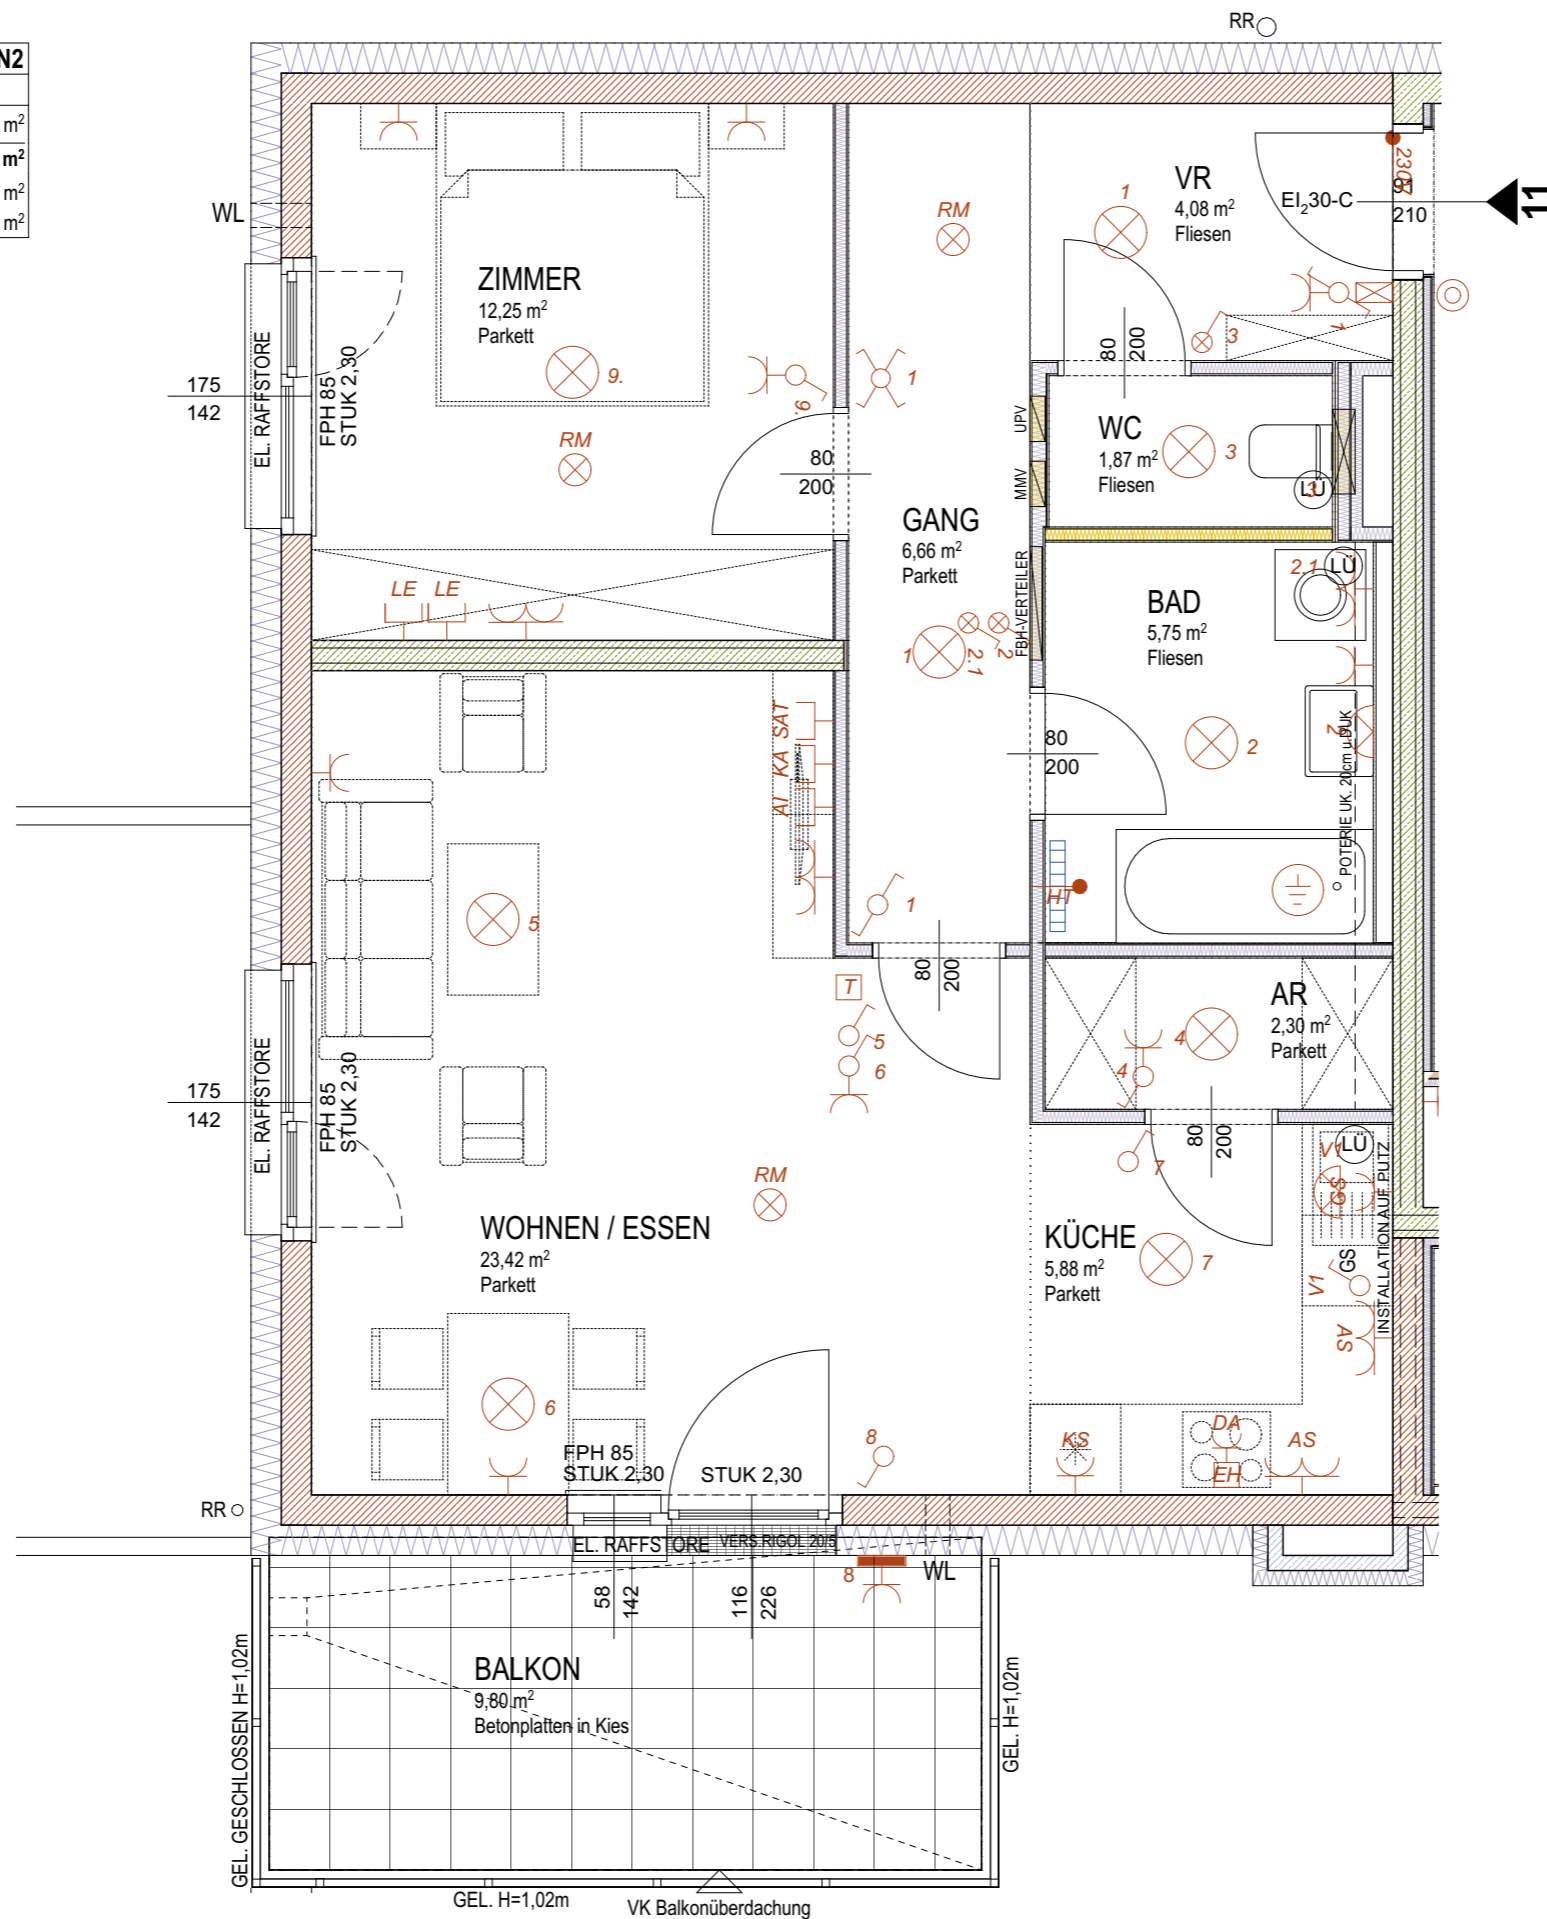 RR
N2
m²
m²
m²
m²
WL
VR
4,08 m²
Fliesen
1
RM
EI₂30-C
210
11
ZIMMER
12,25 m²
Parkett
9.
9.
RM
EL. RAFFSTORE
FPH 85
STUK 2,30
175
142
1
80
200
3
1
80
200
UPV
MMV
WC
1,87 m²
Fliesen
3
LÜ
3
GANG
6,66 m²
Parkett
FBH-VERTEILER
1
2.1
2
LE
LE
BAD
5,75 m²
Fliesen
2.1
LÜ
2
2
POTERIE UK. 20cm u.DUK
80
200
HT
SAT
KA
AI
5
1
80
200
T
5
6
AR
2,30 m²
Parkett
4
4
80
200
EL. RAFFSTORE
FPH 85
STUK 2,30
175
142
RM
WOHNEN / ESSEN
23,42 m²
Parkett
KÜCHE
5,88 m²
Parkett
7
7
V1
LÜ
GS
GS
V1
AS
INSTALLATION AUF PUTZ
6
FPH 85
STUK 2,30
STUK 2,30
8
KS
DA
EH
AS
RR
EL. RAFFSTORE
VERS.RIGOL 20/5
8
WL
58
142
116
226
BALKON
9,80 m²
Betonplatten in Kies
GEL. GESCHLOSSEN H=1,02m
GEL. H=1,02m
GEL. H=1,02m
VK Balkonüberdachung